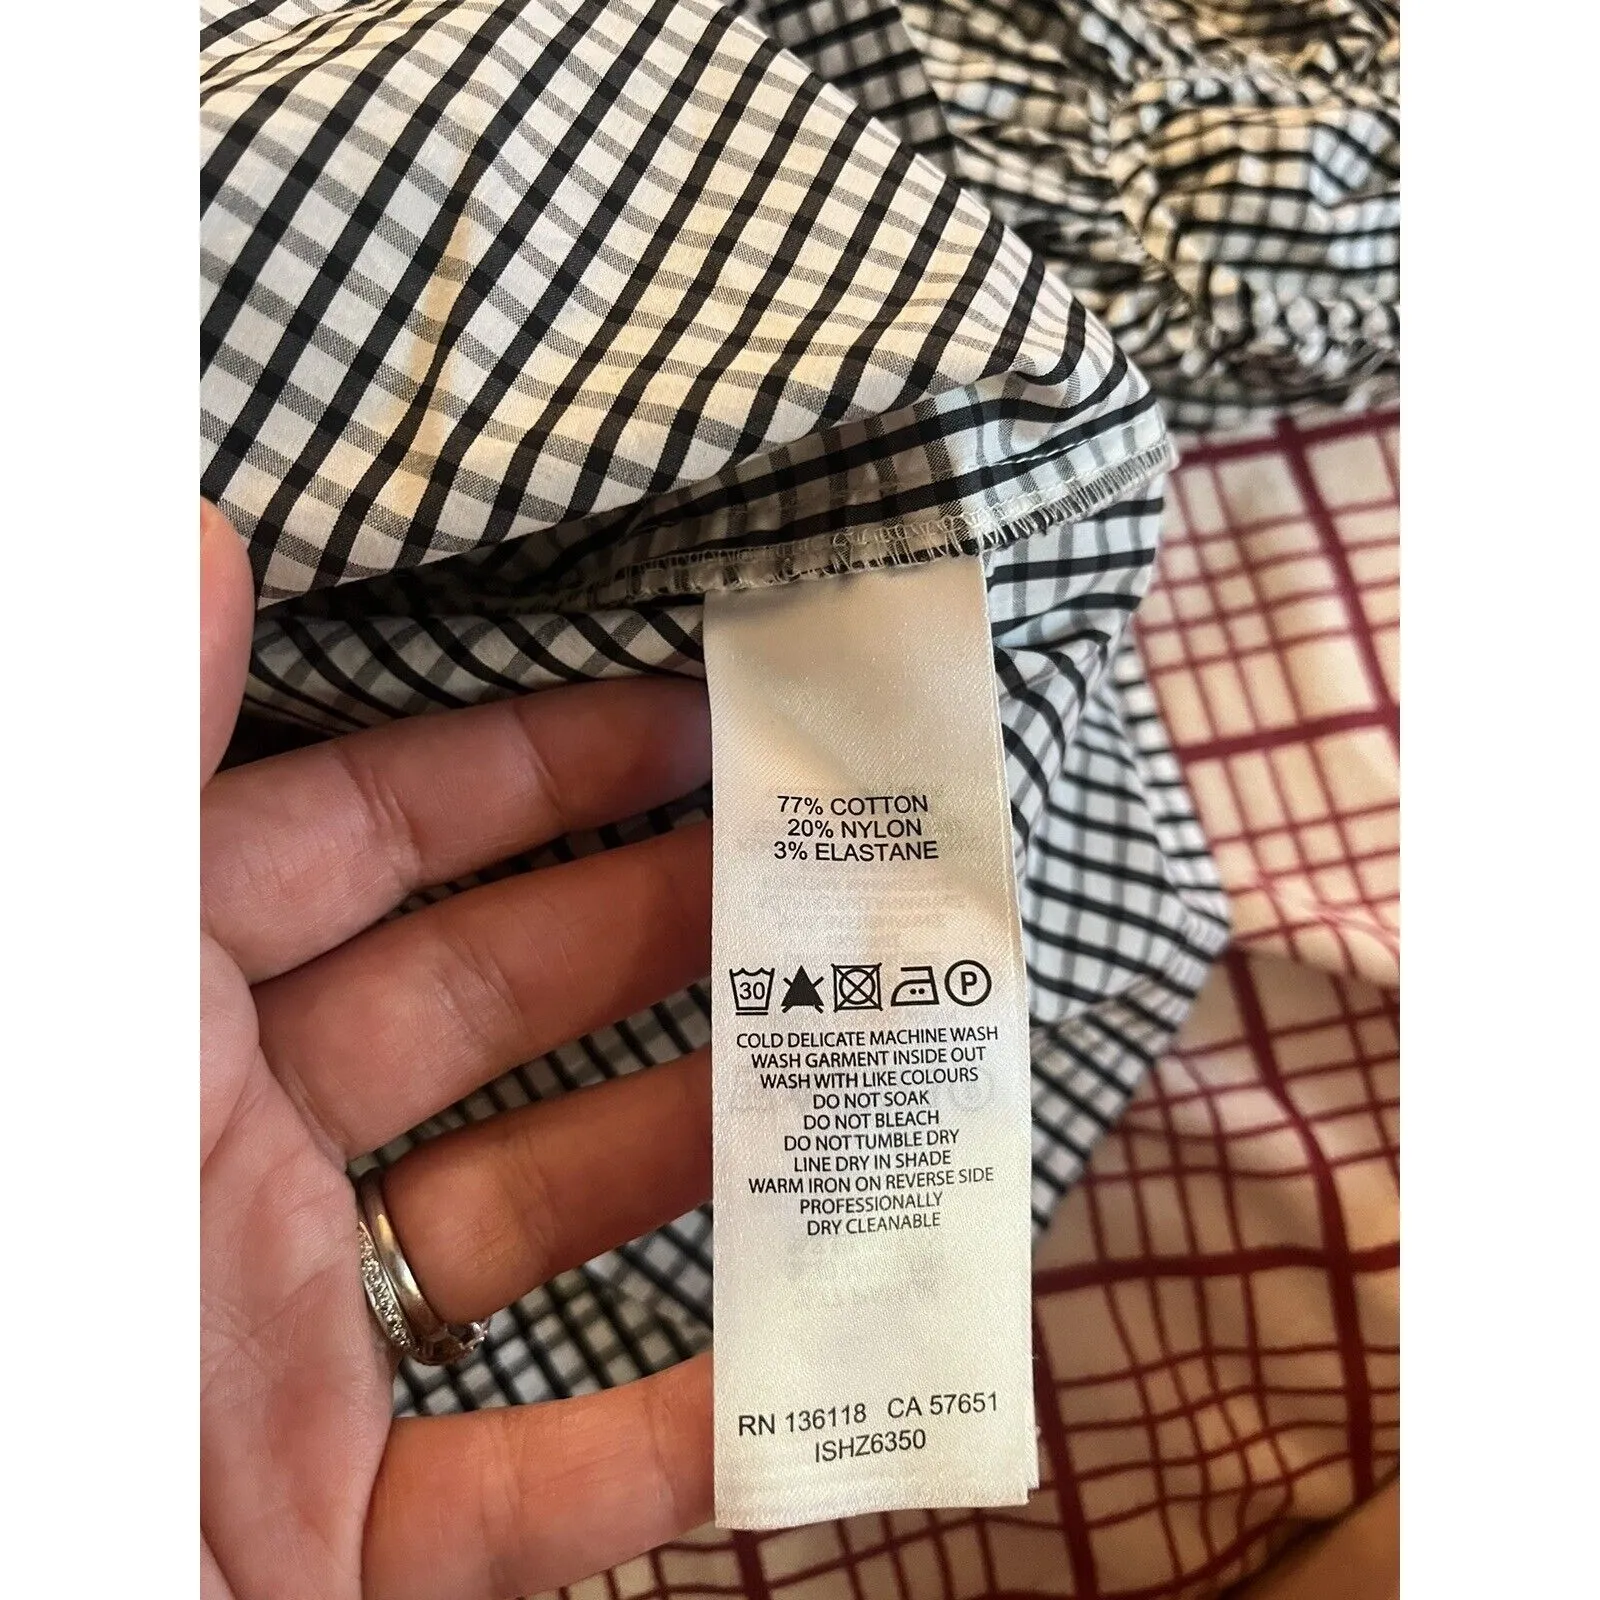 77% COTTON
20% NYLON
3% ELASTANE
30 P
COLD DELICATE MACHINE WASH
WASH GARMENT INSIDE OUT
WASH WITH LIKE COLOURS
DO NOT SOAK
DO NOT BLEACH
DO NOT TUMBLE DRY
LINE DRY IN SHADE
WARM IRON ON REVERSE SIDE
PROFESSIONALLY
DRY CLEANABLE
RN 136118 CA 57651
ISHZ6350